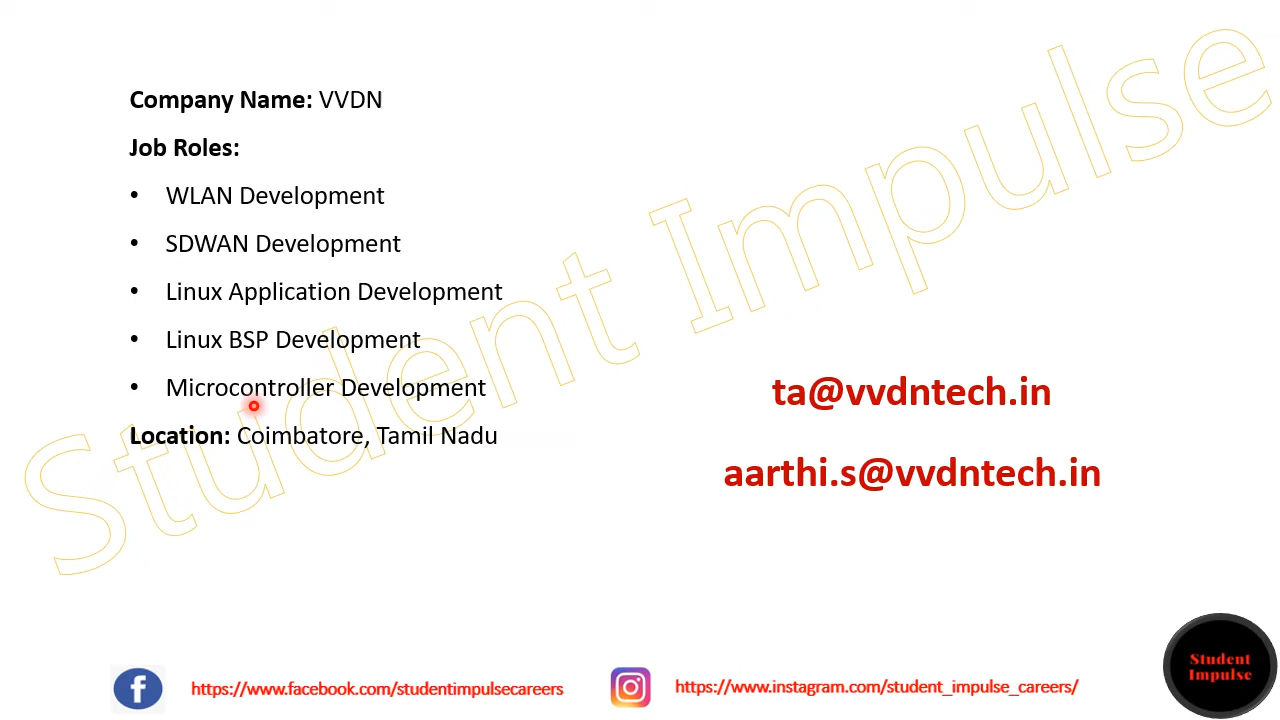 Company Name: VVDN
Job Roles:
• WLAN Development
• SDWAN Development
• Linux Application Development
• Linux BSP Development
• Microcontroller Development
Location: Coimbatore, Tamil Nadu
ta@vvdntech.in
aarthi.s@vvdntech.in
Student Impulse
https://www.facebook.com/studentimpulsecareers
https://www.instagram.com/student_impulse_careers/
Student
Impulse